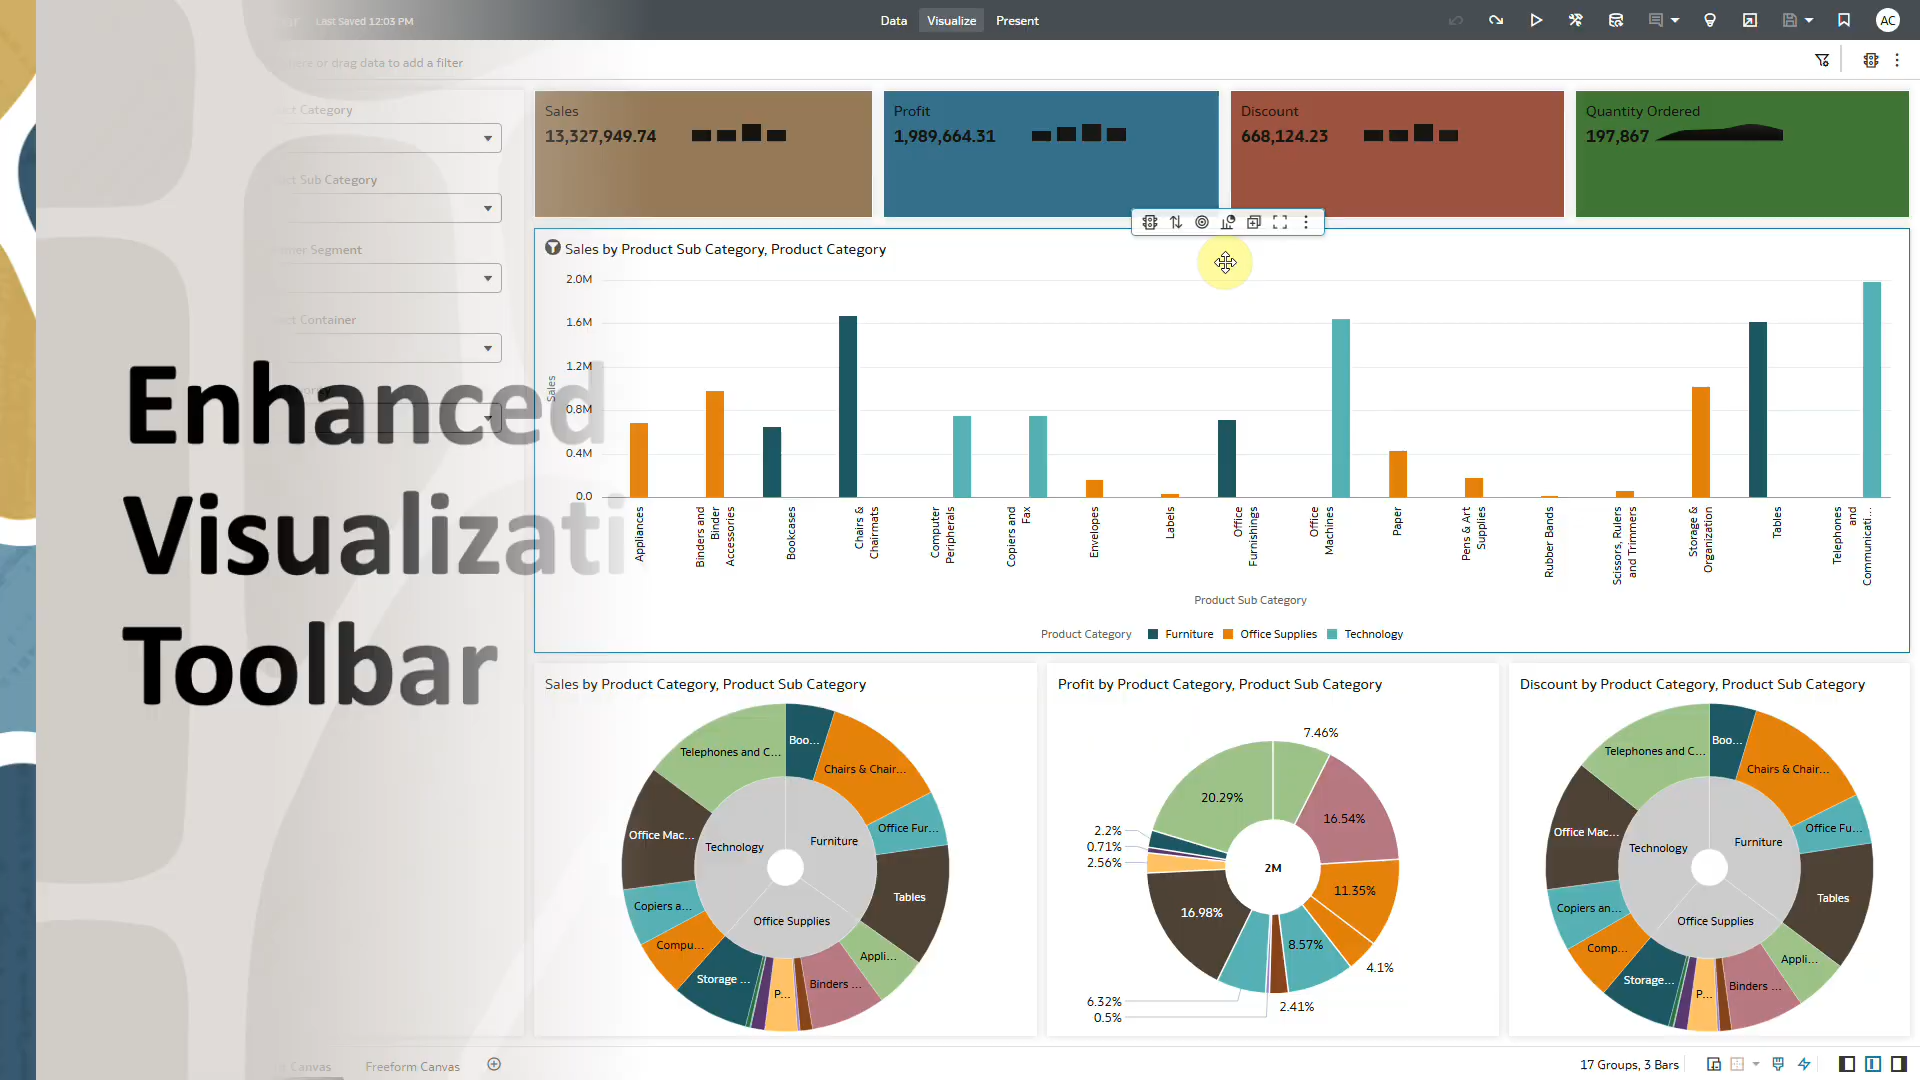 Last Saved 12:03 PM
Data Visualize Present
AC
here or drag data to add a filter
Sales
13,327,949.74
Profit
1,989,664.31
Discount
668,124.23
Quantity Ordered
197,867
Enhanced
Visualizati
Toolbar
Sales by Product Sub Category, Product Category
Sales
2.0M
1.6M
1.2M
0.8M
0.4M
0.0
Appliances
Binders and
Binder
Accessories
Bookcases
Chairs &
Chairmats
Computer
Peripherals
Copiers and
Fax
Envelopes
Labels
Office
Furnishings
Office
Machines
Paper
Pens & Art
Supplies
Rubber Bands
Scissors, Rulers
and Trimmers
Storage &
Organization
Tables
Telephones
and
Communicati...
Product Sub Category
Product Category Furniture Office Supplies Technology
Sales by Product Category, Product Sub Category
Telephones and C...
Boo...
Chairs & Chair...
Office Fur...
Tables
Appli...
Binders ...
P...
Storage ...
Compu...
Copiers a...
Office Mac...
Technology
Furniture
Office Supplies
Profit by Product Category, Product Sub Category
7.46%
16.54%
11.35%
4.1%
8.57%
2.41%
0.5%
6.32%
16.98%
2.56%
0.71%
2.2%
20.29%
2M
Discount by Product Category, Product Sub Category
Telephones and C...
Boo...
Chairs & Chair...
Office Fu...
Tables
Appli...
Binders ...
P...
Storage...
Comp...
Copiers an...
Office Mac...
Technology
Furniture
Office Supplies
Canvas
Freeform Canvas
17 Groups, 3 Bars